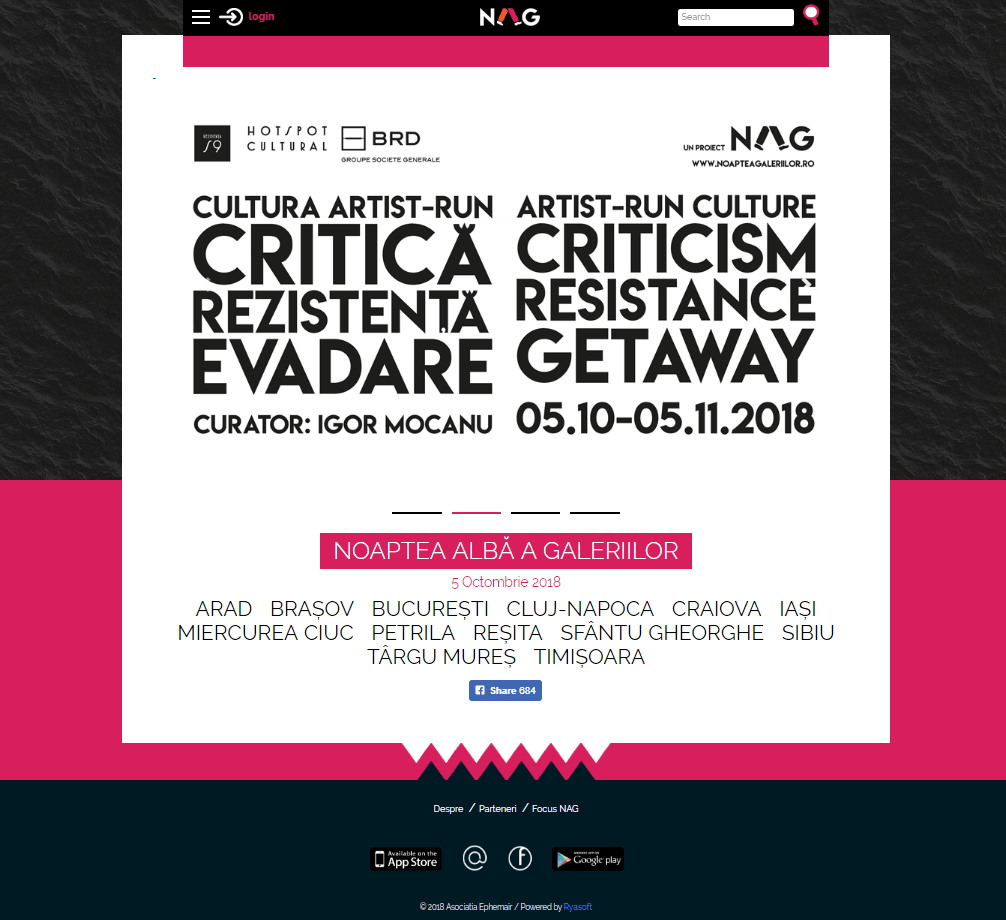 login
NAG
Search
REZIDENȚA
S9
HOTSPOT
CULTURAL
BRD
GROUPE SOCIETE GENERALE
UN PROIECT NAG
WWW.NOAPTEAGALERIILOR.RO
CULTURA ARTIST-RUN
CRITICĂ
REZISTENȚĂ
EVADARE
CURATOR: IGOR MOCANU
ARTIST-RUN CULTURE
CRITICISM
RESISTANCE
GETAWAY
05.10-05.11.2018
NOAPTEA ALBĂ A GALERIILOR
5 Octombrie 2018
ARAD BRAȘOV BUCUREȘTI CLUJ-NAPOCA CRAIOVA IAȘI
MIERCUREA CIUC PETRILA REȘITA SFÂNTU GHEORGHE SIBIU
TÂRGU MUREȘ TIMIȘOARA
Share 684
Despre / Parteneri / Focus NAG
Available on the
App Store
@
f
ANDROID APP ON
Google play
© 2018 Asociatia Ephemair / Powered by Ryasoft